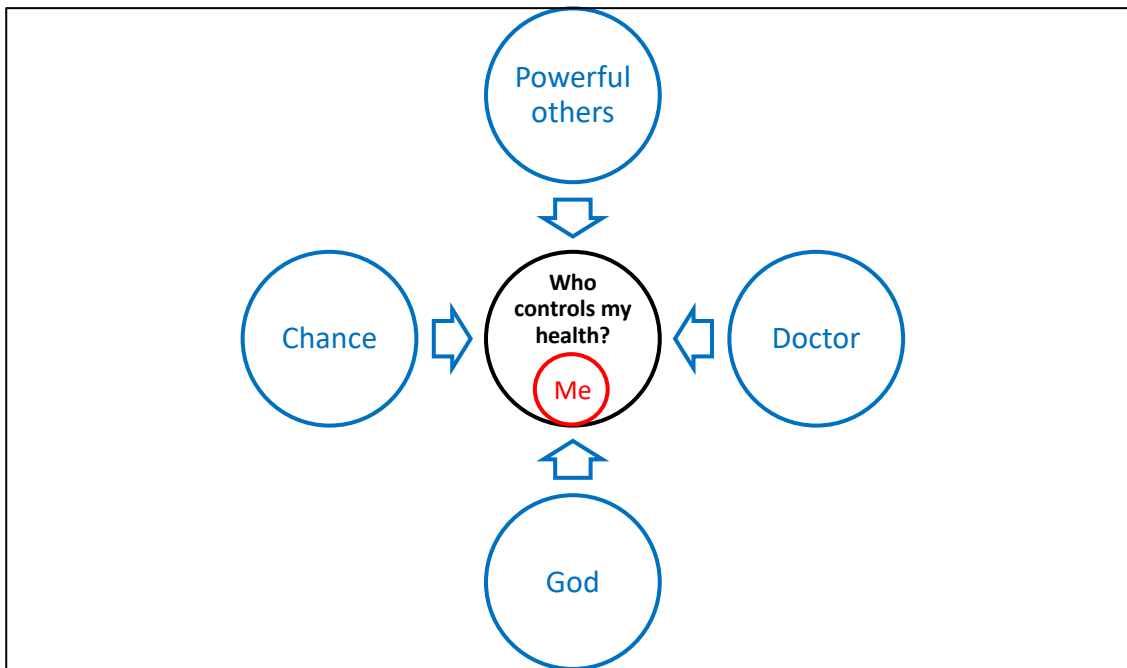 Powerful
others
Who
controls my
health?
Chance
Doctor
Me
God